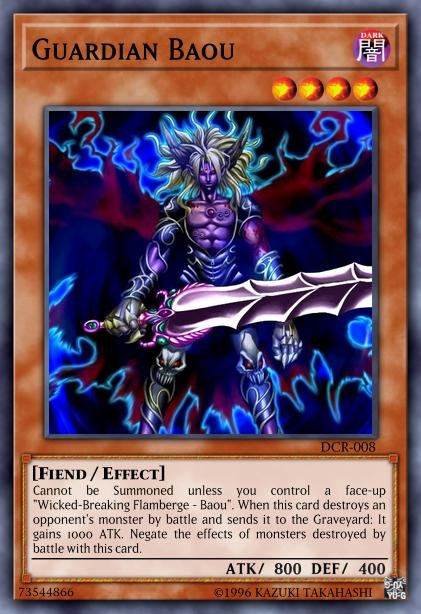 Guardian Baou
DARK
闇
DCR-008
[Fiend / Effect]
Cannot be Summoned unless you control a face-up
"Wicked-Breaking Flamberge - Baou". When this card destroys an
opponent's monster by battle and sends it to the Graveyard: It
gains 1000 ATK. Negate the effects of monsters destroyed by
battle with this card.
ATK/ 800 DEF/ 400
73544866
©1996 KAZUKI TAKAHASHI